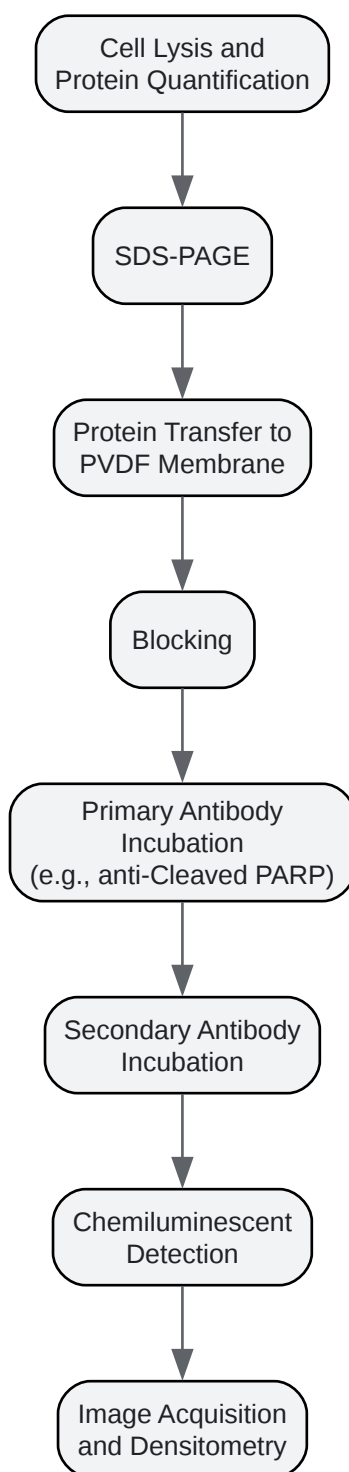 Cell Lysis and
Protein Quantification
SDS-PAGE
Protein Transfer to
PVDF Membrane
Blocking
Primary Antibody
Incubation
(e.g., anti-Cleaved PARP)
Secondary Antibody
Incubation
Chemiluminescent
Detection
Image Acquisition
and Densitometry